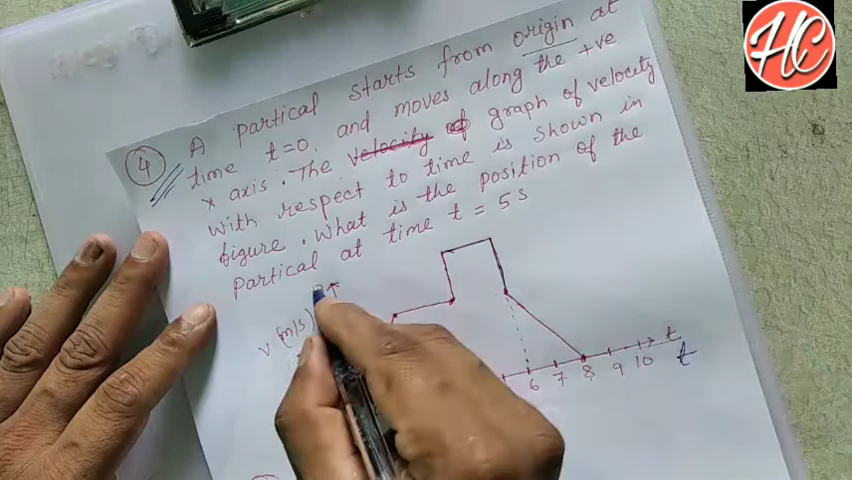 4
A partical starts from origin at
time t=0. and moves along the +ve
x axis. The velocity of graph of velocity
with respect to time is shown in
figure. What is the position of the
partical at time t = 5s
v (m/s)
6 7 8 9 10 t
t
HC